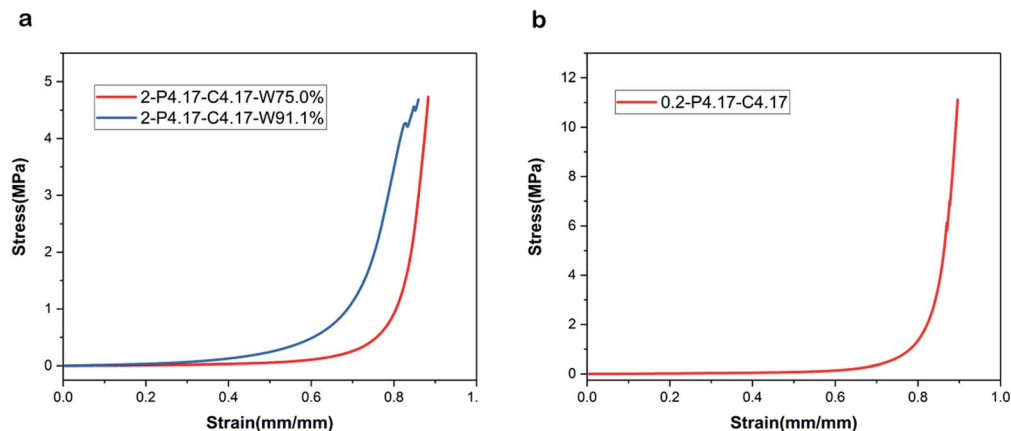 a
2-P4.17-C4.17-W75.0%
2-P4.17-C4.17-W91.1%
5
4
3
2
1
0
0.0 0.2 0.4 0.6 0.8 1.
Stress(MPa)
Strain(mm/mm)
b
0.2-P4.17-C4.17
12
10
8
6
4
2
0
0.0 0.2 0.4 0.6 0.8 1.0
Stress(MPa)
Strain(mm/mm)